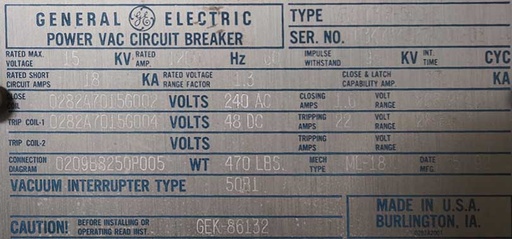 GENERAL GE ELECTRIC TYPE
POWER VAC CIRCUIT BREAKER SER. NO.
RATED MAX. VOLTAGE 15 KV RATED AMP. Hz IMPULSE WITHSTAND KV INT TIME CYC
RATED SHORT CIRCUIT AMPS 18 KA RATED VOLTAGE RANGE FACTOR 1.3 CLOSE & LATCH CAPABILITY AMP KA
0282A7015G002 VOLTS 240 AC CLOSING AMPS VOLT RANGE
TRIP COIL-1 0282A7015G004 VOLTS 48 DC TRIPPING AMPS 22 VOLT RANGE
TRIP COIL-2 VOLTS TRIPPING AMPS VOLT RANGE
CONNECTION DIAGRAM 0209B8250P005 WT 470 LBS. MECH TYPE ML-18 DATE MFG
VACUUM INTERRUPTER TYPE 50A1
CAUTION! BEFORE INSTALLING OR OPERATING READ INSTR BOOK GEK-86132
MADE IN U.S.A.
BURLINGTON, IA.